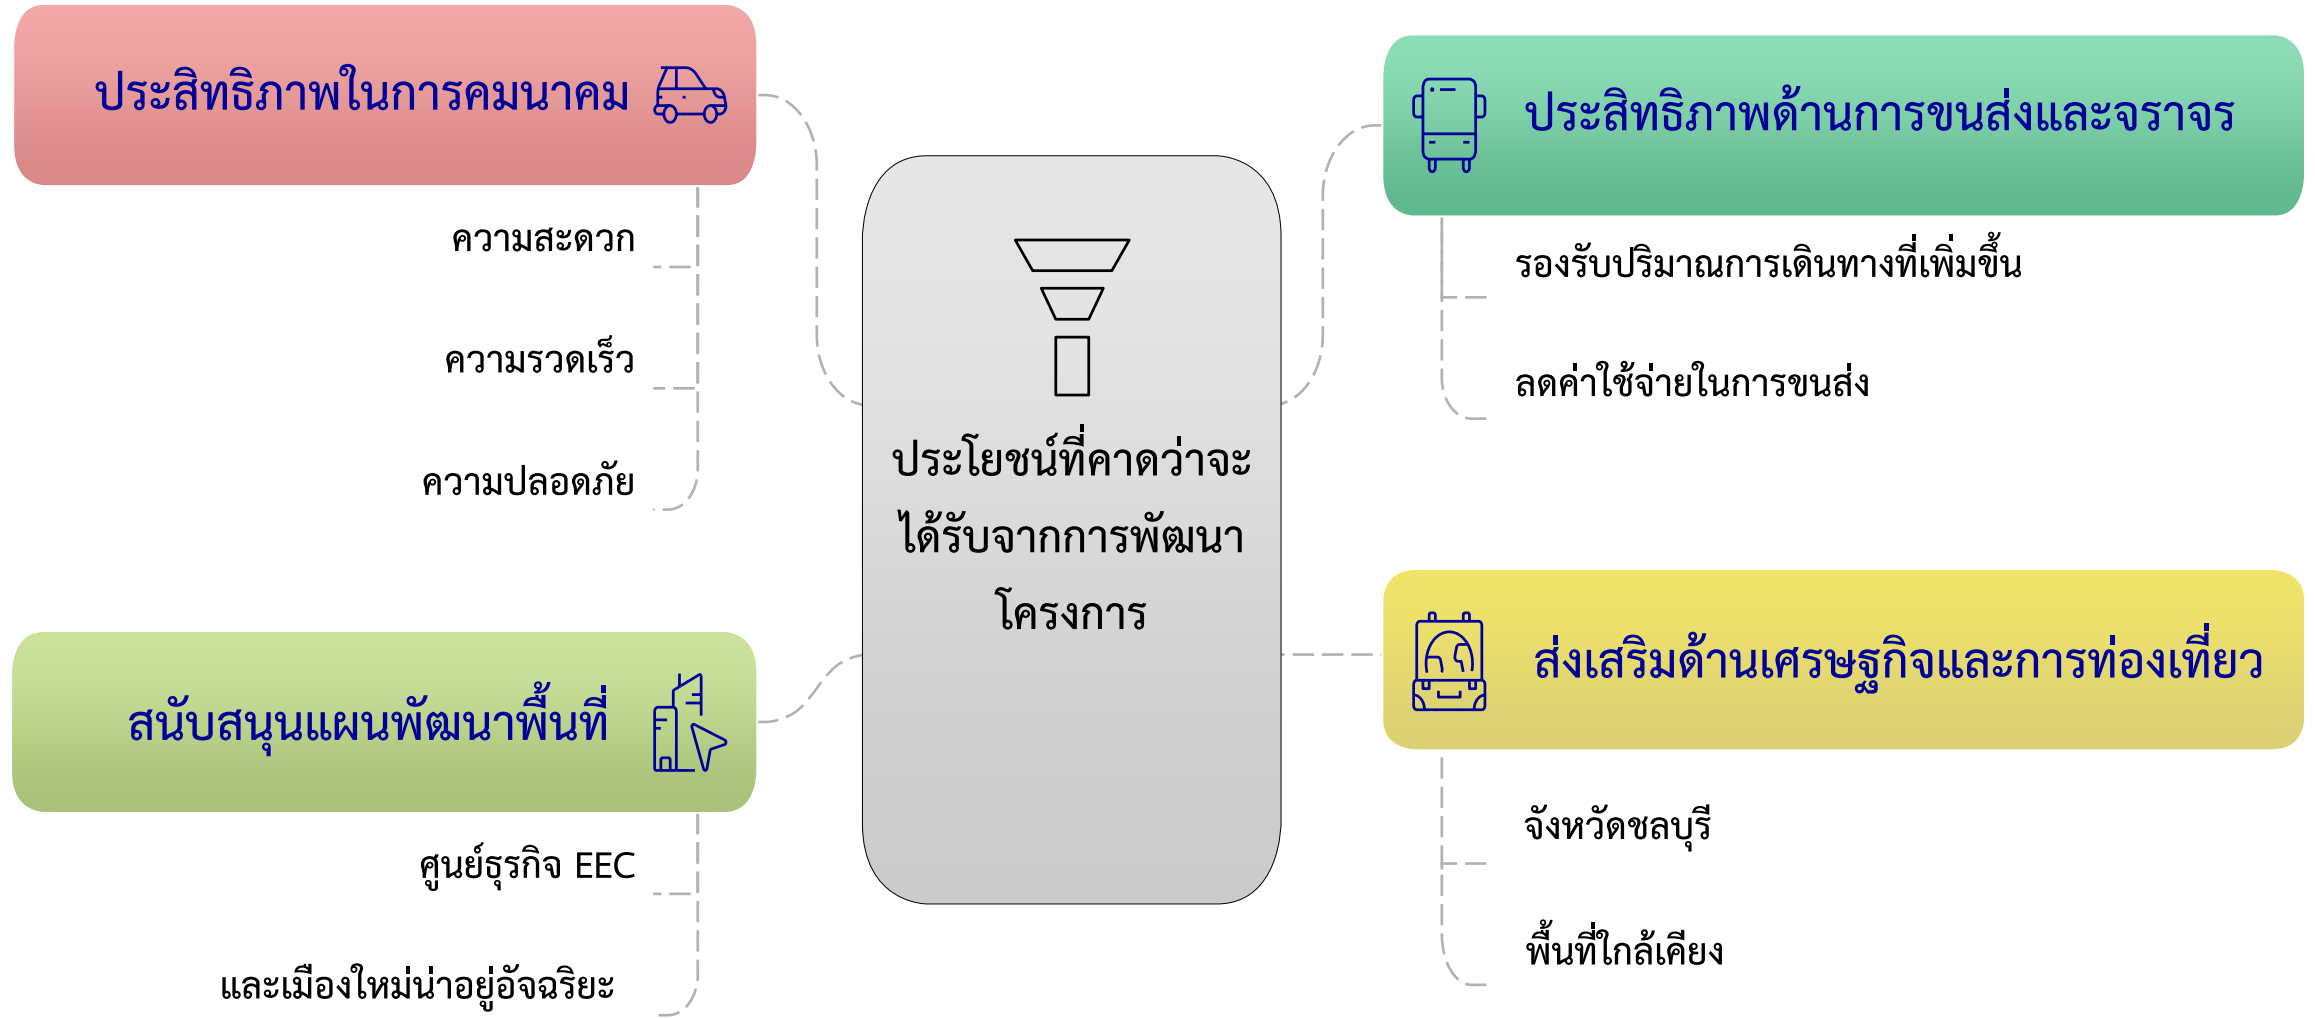 ประสิทธิภาพในการคมนาคม
ความสะดวก
ความรวดเร็ว
ความปลอดภัย
สนับสนุนแผนพัฒนาพื้นที่
ศูนย์ธุรกิจ EEC
และเมืองใหม่น่าอยู่อัจฉริยะ
ประโยชน์ที่คาดว่าจะ
ได้รับจากการพัฒนา
โครงการ
ประสิทธิภาพด้านการขนส่งและจราจร
รองรับปริมาณการเดินทางที่เพิ่มขึ้น
ลดค่าใช้จ่ายในการขนส่ง
ส่งเสริมด้านเศรษฐกิจและการท่องเที่ยว
จังหวัดชลบุรี
พื้นที่ใกล้เคียง